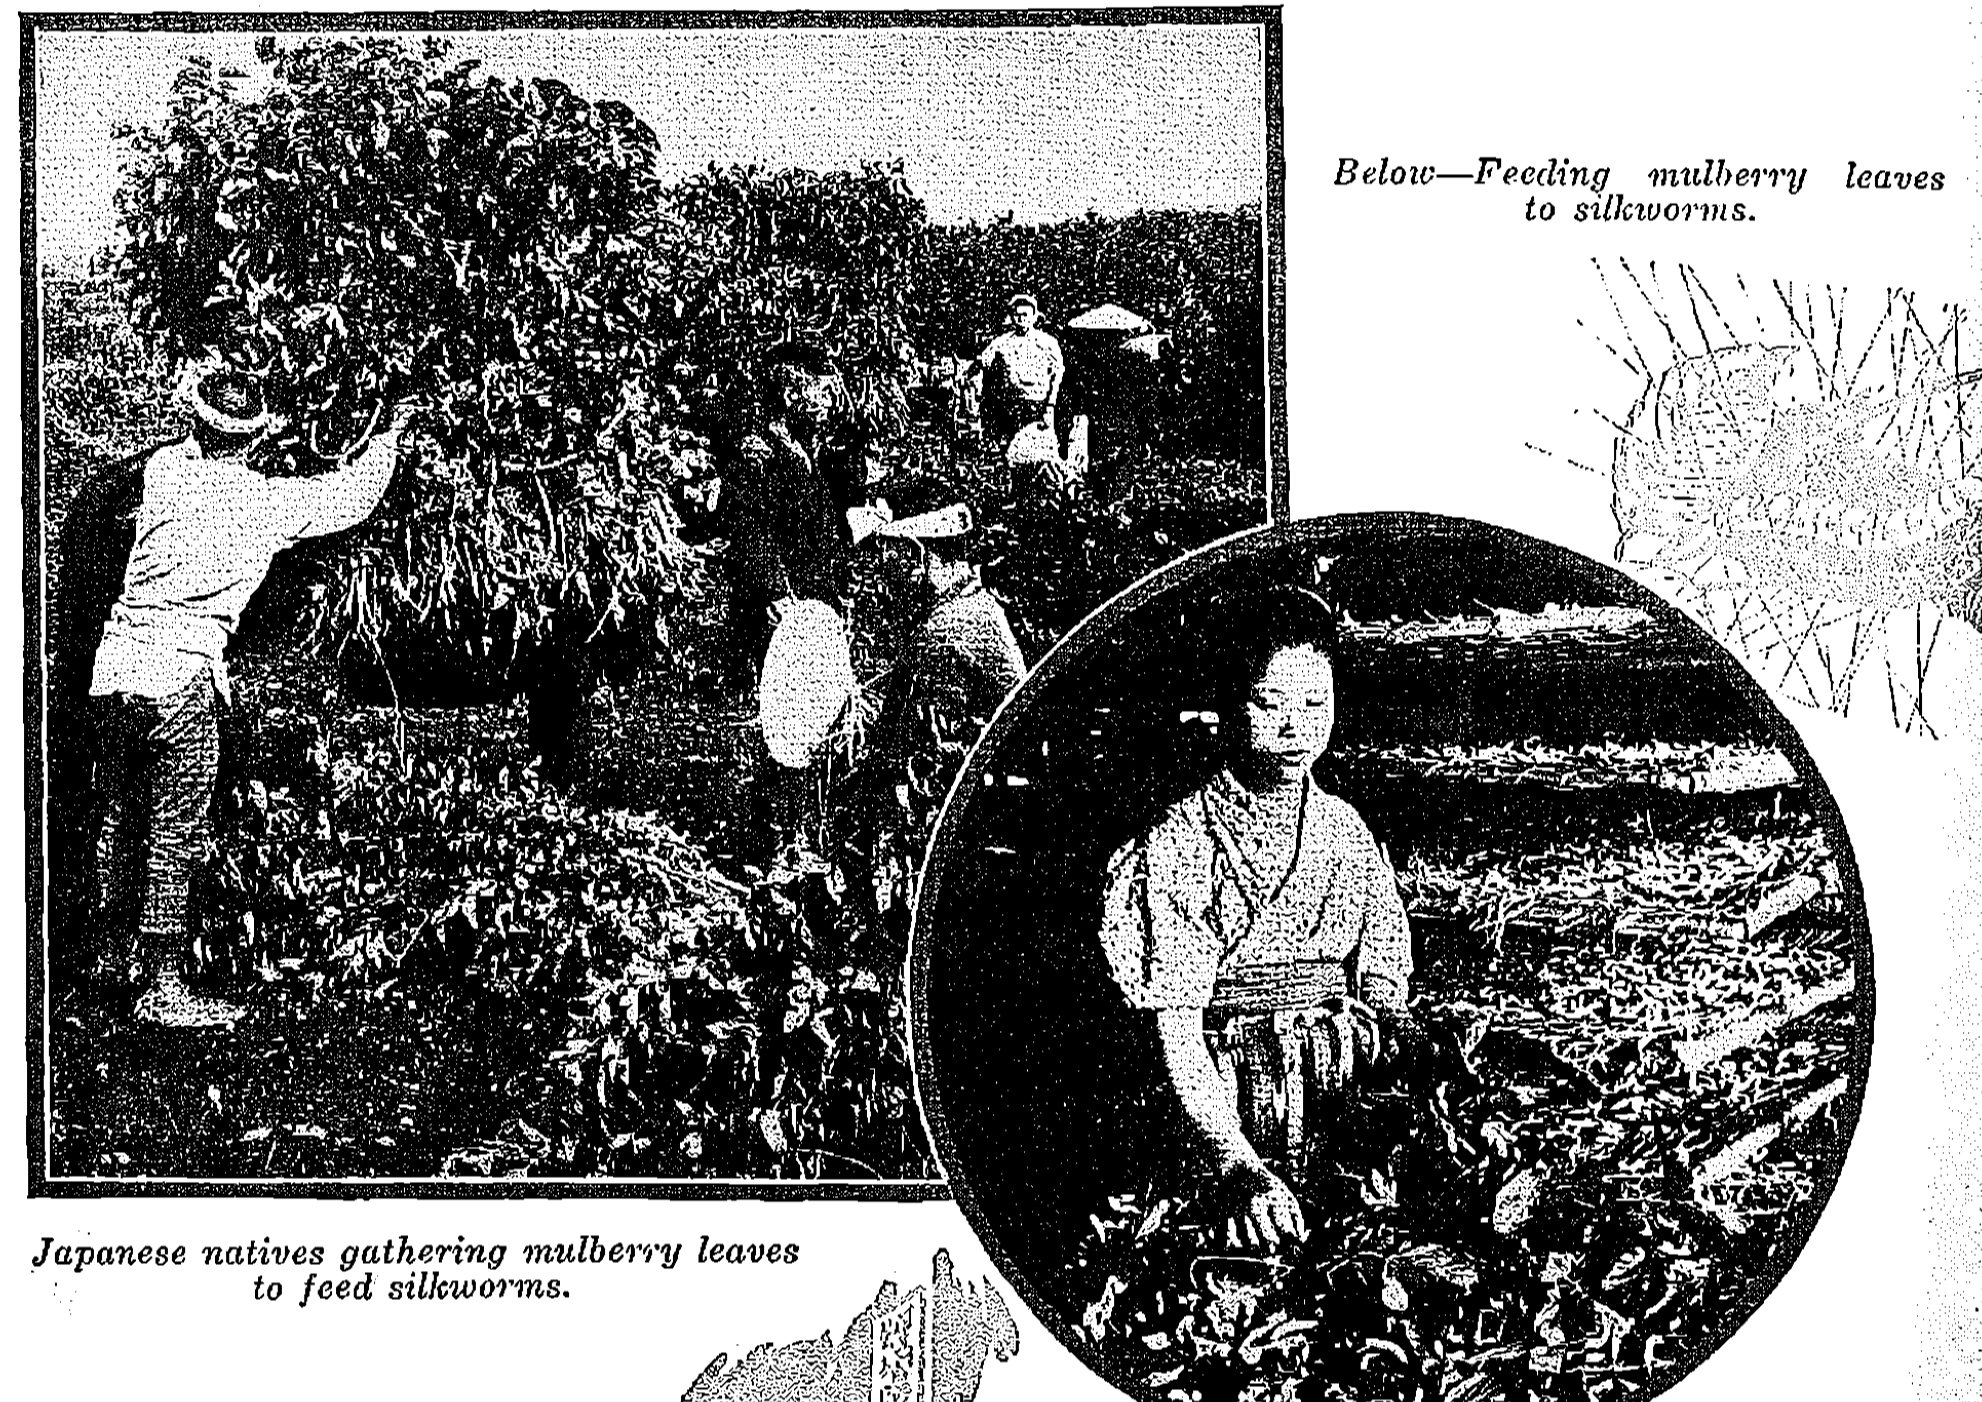 Below—Feeding mulberry leaves
to silkworms.
Japanese natives gathering mulberry leaves
to feed silkworms.